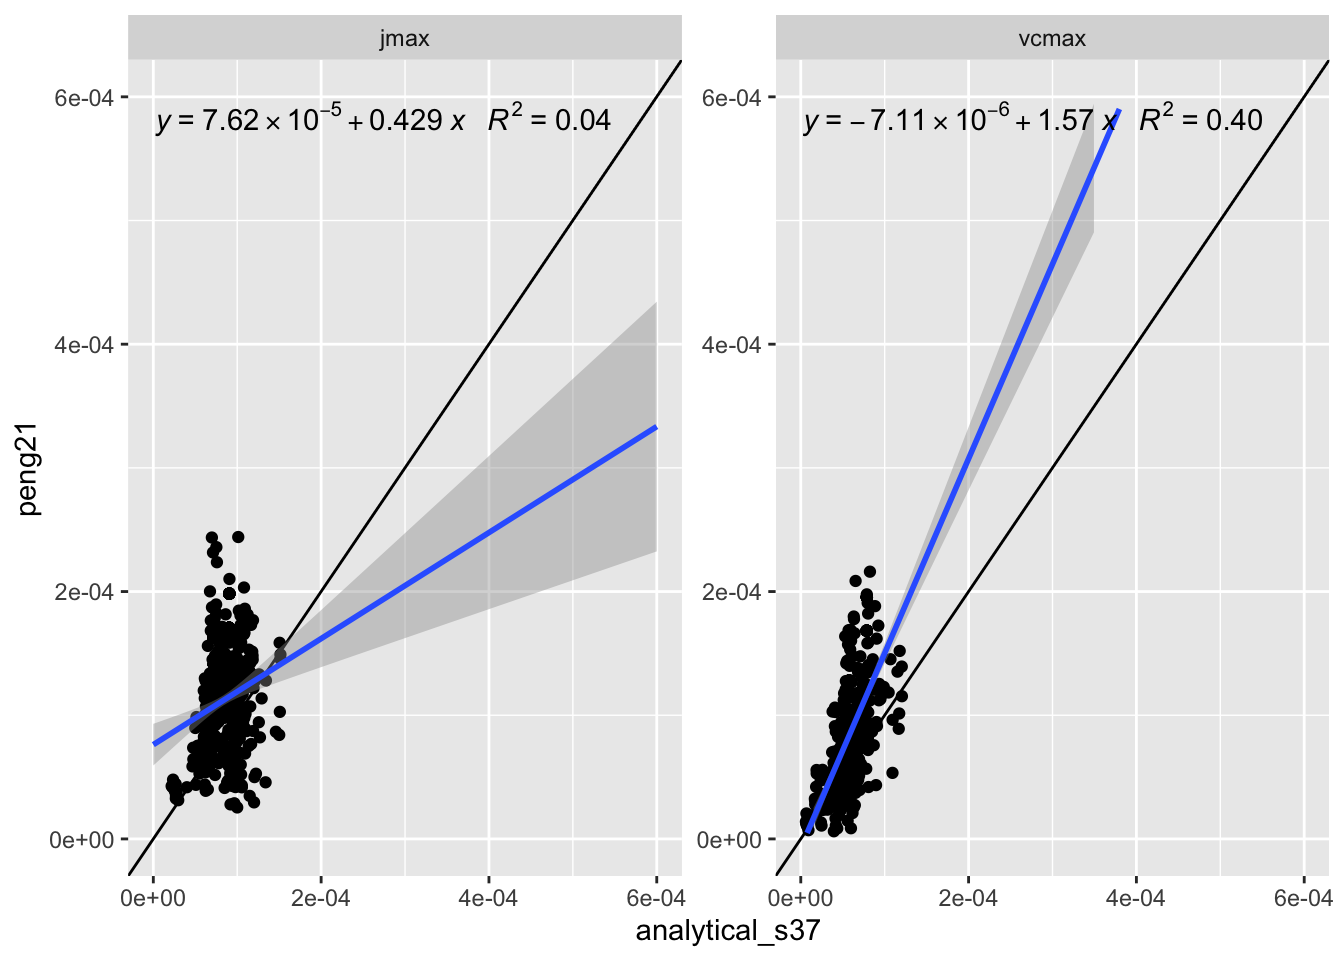 jmax
vcmax
y = 7.62 × 10⁻⁵ + 0.429 x R² = 0.04
y = −7.11 × 10⁻⁶ + 1.57 x R² = 0.40
6e-04
4e-04
2e-04
0e+00
6e-04
4e-04
2e-04
0e+00
peng21
0e+00 2e-04 4e-04 6e-04
0e+00 2e-04 4e-04 6e-04
analytical_s37